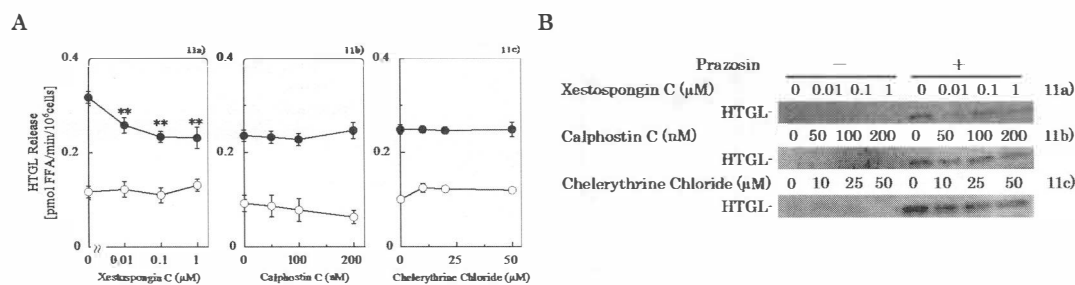 A
HTGL Release
[pmol FFA/min/10⁶cells]
11a)
0.4
0.2
0
** ** **
0 0.01 0.1 1
Xestospongin C (μM)
11b)
0.4
0.2
0
0 100 200
Calphostin C (nM)
11c)
0.4
0.2
0
0 25 50
Chelerythrine Chloride (μM)
B
Prazosin − +
Xestospongin C (μM) 0 0.01 0.1 1 0 0.01 0.1 1 11a)
HTGL-
Calphostin C (nM) 0 50 100 200 0 50 100 200 11b)
HTGL-
Chelerythrine Chloride (μM) 0 10 25 50 0 10 25 50 11c)
HTGL-